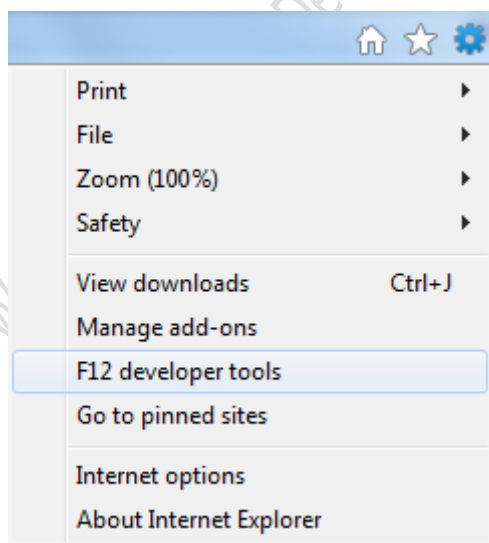 Print
File
Zoom (100%)
Safety
View downloads Ctrl+J
Manage add-ons
F12 developer tools
Go to pinned sites
Internet options
About Internet Explorer